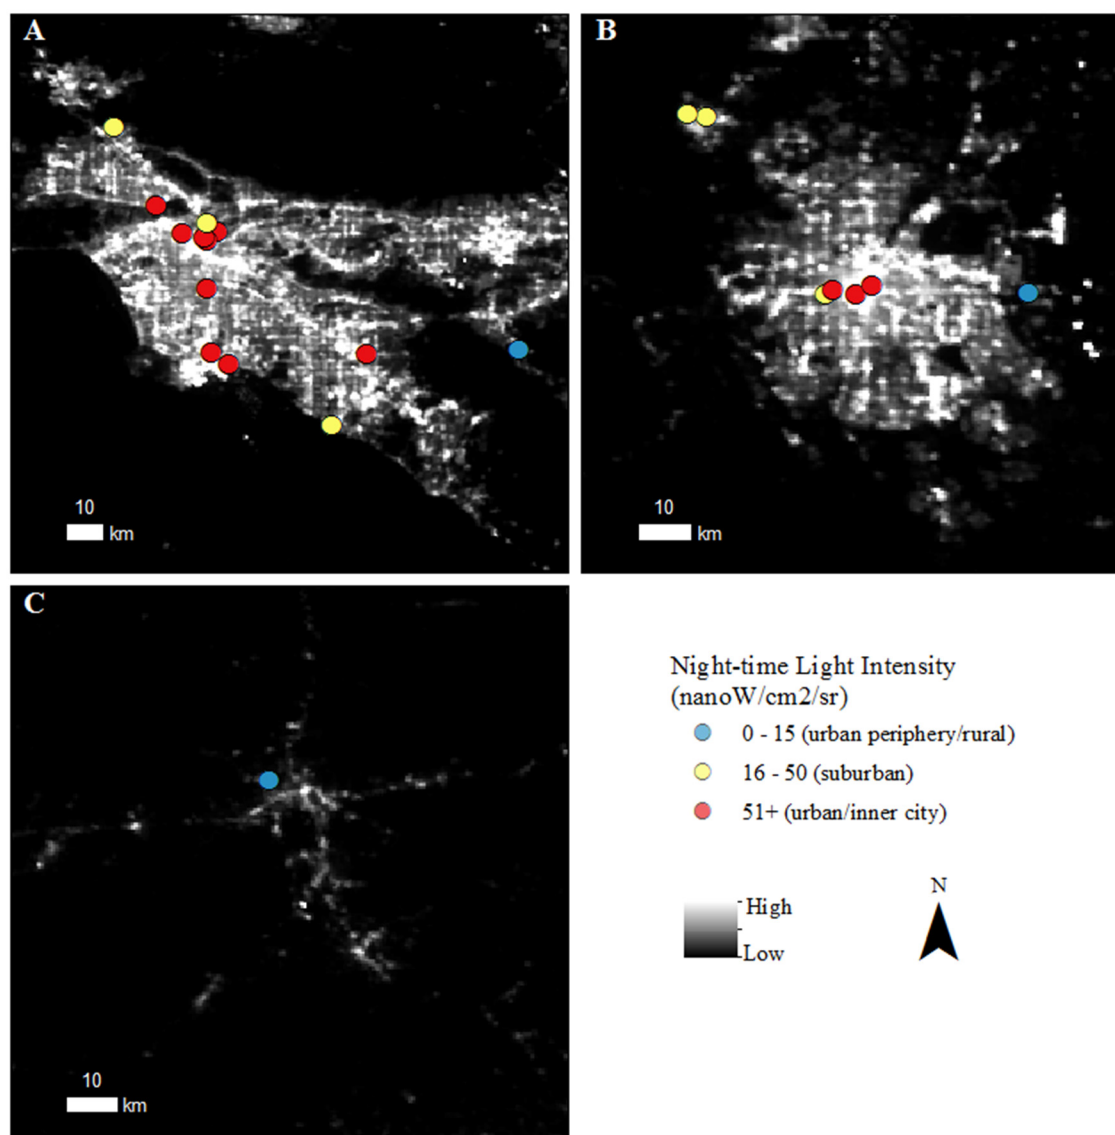 A
B
10
km
10
km
C
10
km
Night-time Light Intensity
(nanoW/cm2/sr)
0 - 15 (urban periphery/rural)
16 - 50 (suburban)
51+ (urban/inner city)
High
Low
N